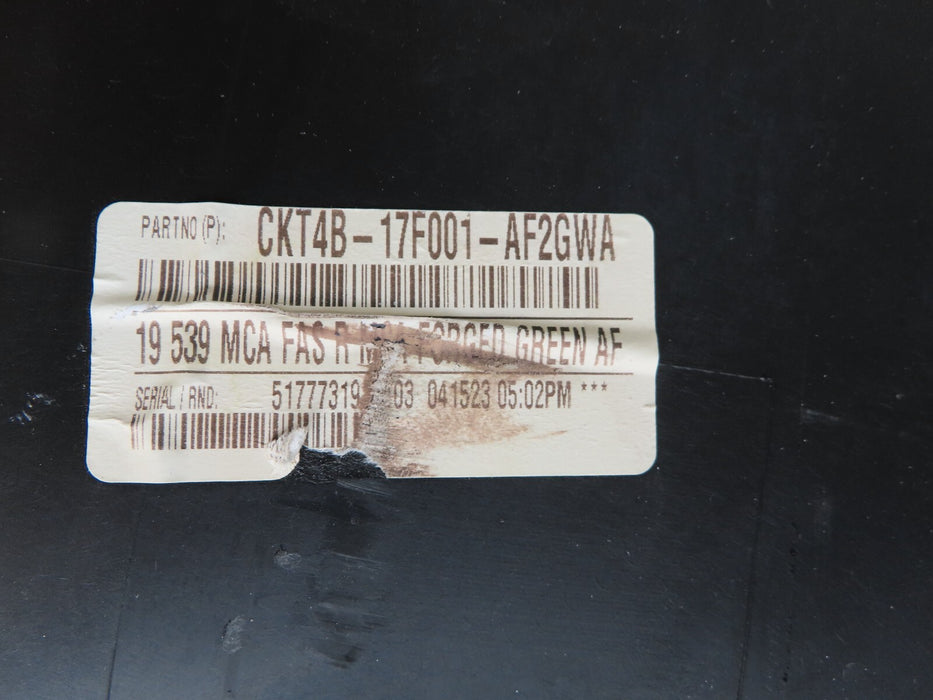 PARTNO (P): CKT4B-17F001-AF2GWA
19 539 MCA FAS R FORGED GREEN AF
SERIAL / RND: 51777319 03 041523 05:02PM ***